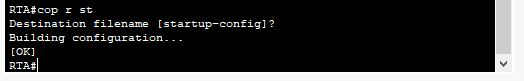 RTA#cop r st
Destination filename [startup-config]?
Building configuration...
[OK]
RTA#